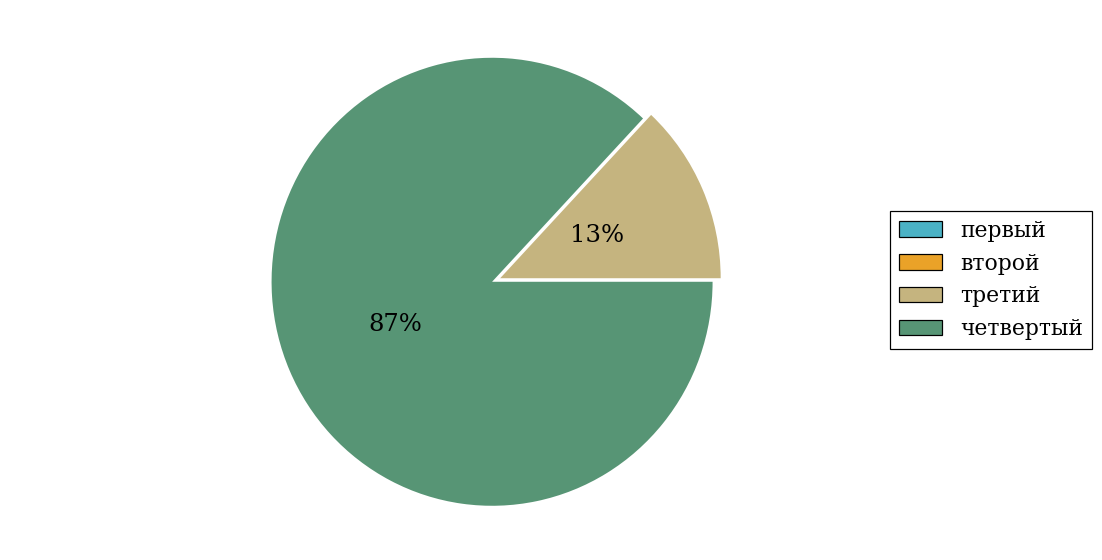 13%
87%
первый
второй
третий
четвертый